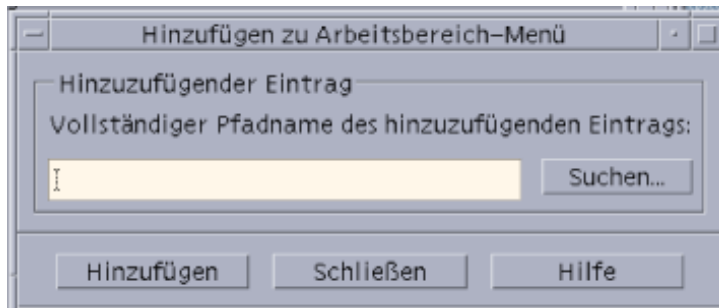 Hinzufügen zu Arbeitsbereich–Menü
Hinzuzufügender Eintrag
Vollständiger Pfadname des hinzuzufügenden Eintrags:
Suchen...
Hinzufügen Schließen Hilfe